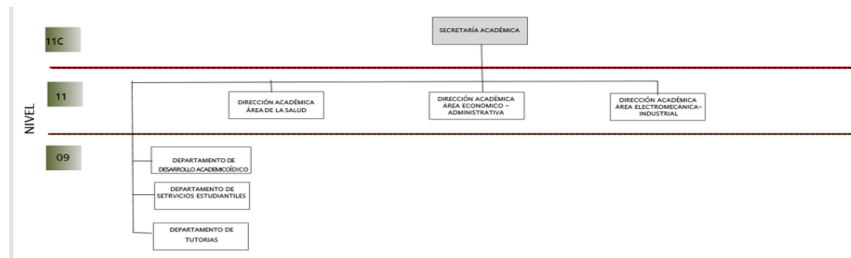 SECRETARÍA ACADÉMICA
11C
11
DIRECCIÓN ACADÉMICA
ÁREA DE LA SALUD
DIRECCIÓN ACADÉMICA
ÁREA ECONÓMICO –
ADMINISTRATIVA
DIRECCIÓN ACADÉMICA
ÁREA ELECTROMECÁNICA-
INDUSTRIAL
NIVEL
09
DEPARTAMENTO DE
DESARROLLO ACADEMICOÍDICO
DEPARTAMENTO DE
SETRVICIOS ESTUDIANTILES
DEPARTAMENTO DE
TUTORIAS